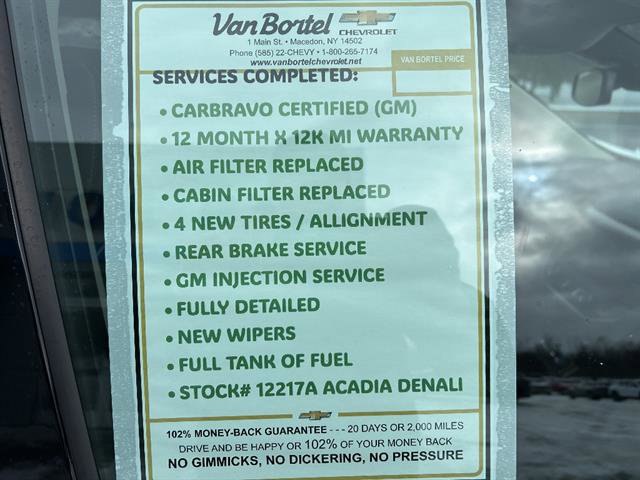 Van Bortel CHEVROLET
1 Main St. • Macedon, NY 14502
Phone (585) 22-CHEVY • 1-800-265-7174
www.vanbortelchevrolet.net
VAN BORTEL PRICE
SERVICES COMPLETED:
• CARBRAVO CERTIFIED (GM)
• 12 MONTH X 12K MI WARRANTY
• AIR FILTER REPLACED
• CABIN FILTER REPLACED
• 4 NEW TIRES / ALLIGNMENT
• REAR BRAKE SERVICE
• GM INJECTION SERVICE
• FULLY DETAILED
• NEW WIPERS
• FULL TANK OF FUEL
• STOCK# 12217A ACADIA DENALI
102% MONEY-BACK GUARANTEE - - - 20 DAYS OR 2,000 MILES
DRIVE AND BE HAPPY OR 102% OF YOUR MONEY BACK
NO GIMMICKS, NO DICKERING, NO PRESSURE